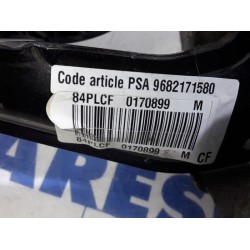 Code article PSA 9682171580
84PLCF 0170899 M
84PLCF 0170899 M CF
ARES